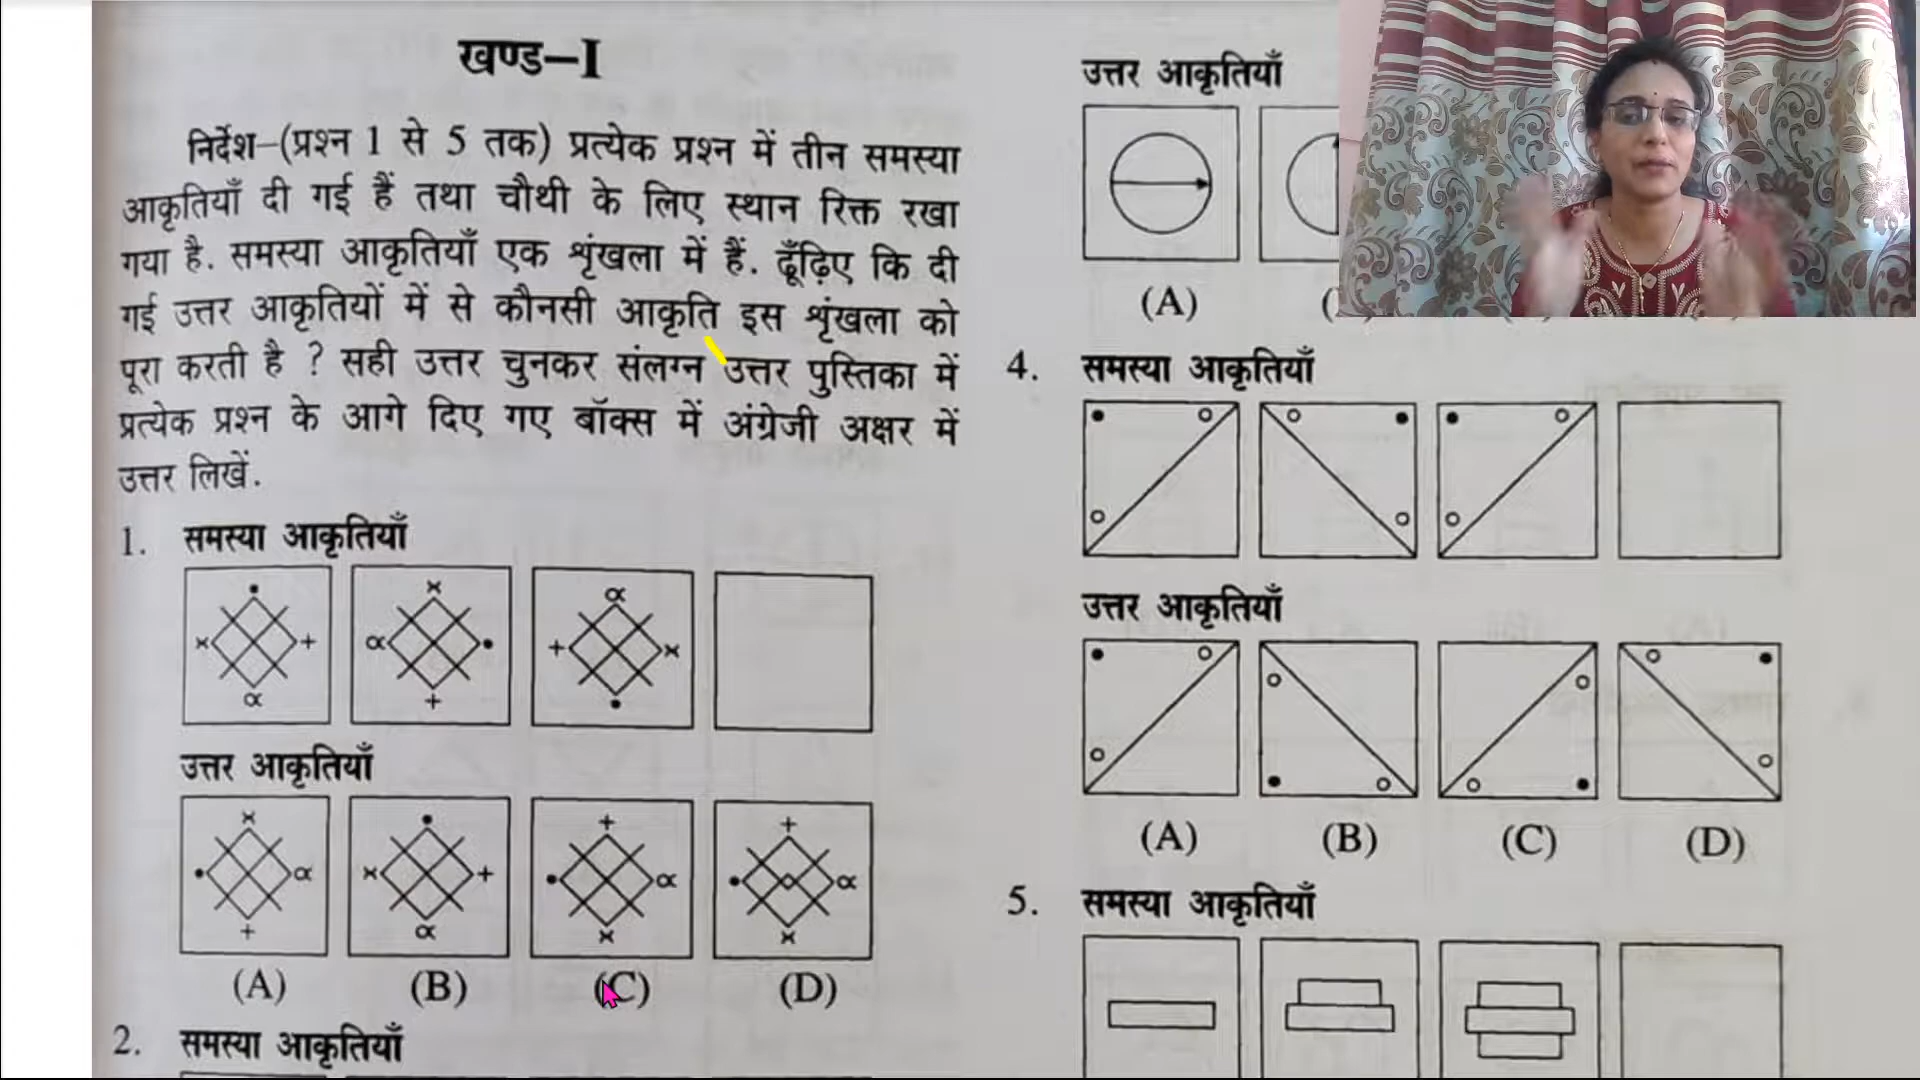 खण्ड–I
निर्देश–(प्रश्न 1 से 5 तक) प्रत्येक प्रश्न में तीन समस्या
आकृतियाँ दी गई हैं तथा चौथी के लिए स्थान रिक्त रखा
गया है. समस्या आकृतियाँ एक शृंखला में हैं. ढूँढ़िए कि दी
गई उत्तर आकृतियों में से कौनसी आकृति इस शृंखला को
पूरा करती है ? सही उत्तर चुनकर संलग्न उत्तर पुस्तिका में
प्रत्येक प्रश्न के आगे दिए गए बॉक्स में अंग्रेजी अक्षर में
उत्तर लिखें.
1. समस्या आकृतियाँ
उत्तर आकृतियाँ
(A) (B) (C) (D)
2. समस्या आकृतियाँ
उत्तर आकृतियाँ
(A)
4. समस्या आकृतियाँ
उत्तर आकृतियाँ
(A) (B) (C) (D)
5. समस्या आकृतियाँ